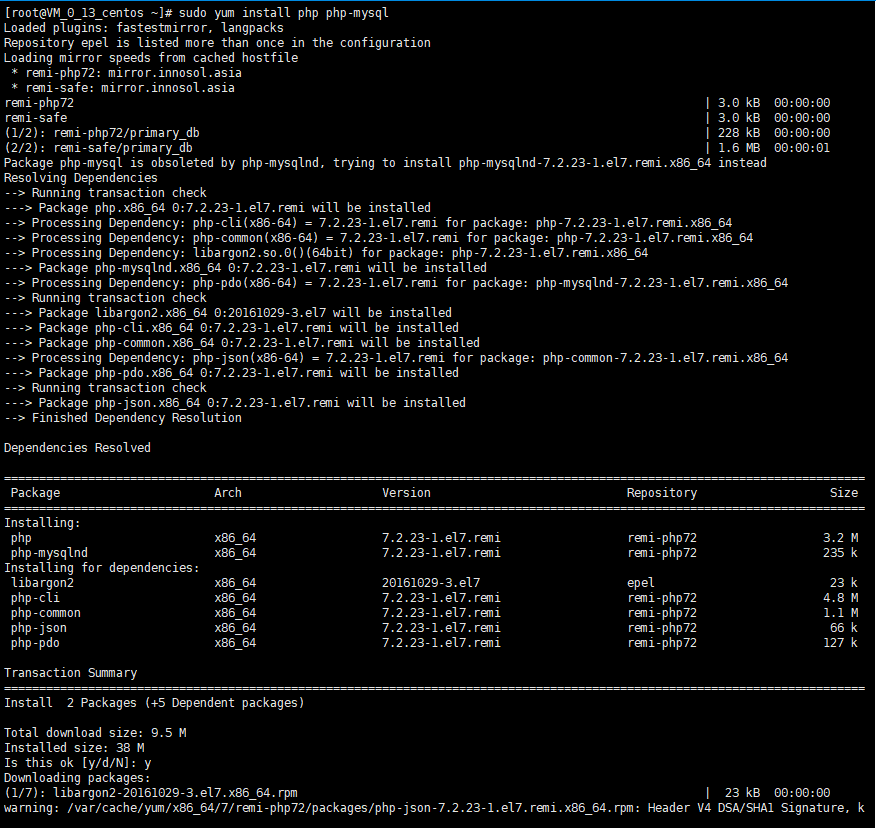 [root@VM_0_13_centos ~]# sudo yum install php php-mysql
Loaded plugins: fastestmirror, langpacks
Repository epel is listed more than once in the configuration
Loading mirror speeds from cached hostfile
 * remi-php72: mirror.innosol.asia
 * remi-safe: mirror.innosol.asia
remi-php72 | 3.0 kB 00:00:00
remi-safe | 3.0 kB 00:00:00
(1/2): remi-php72/primary_db | 228 kB 00:00:00
(2/2): remi-safe/primary_db | 1.6 MB 00:00:01
Package php-mysql is obsoleted by php-mysqlnd, trying to install php-mysqlnd-7.2.23-1.el7.remi.x86_64 instead
Resolving Dependencies
--> Running transaction check
---> Package php.x86_64 0:7.2.23-1.el7.remi will be installed
--> Processing Dependency: php-cli(x86-64) = 7.2.23-1.el7.remi for package: php-7.2.23-1.el7.remi.x86_64
--> Processing Dependency: php-common(x86-64) = 7.2.23-1.el7.remi for package: php-7.2.23-1.el7.remi.x86_64
--> Processing Dependency: libargon2.so.0()(64bit) for package: php-7.2.23-1.el7.remi.x86_64
---> Package php-mysqlnd.x86_64 0:7.2.23-1.el7.remi will be installed
--> Processing Dependency: php-pdo(x86-64) = 7.2.23-1.el7.remi for package: php-mysqlnd-7.2.23-1.el7.remi.x86_64
--> Running transaction check
---> Package libargon2.x86_64 0:20161029-3.el7 will be installed
---> Package php-cli.x86_64 0:7.2.23-1.el7.remi will be installed
---> Package php-common.x86_64 0:7.2.23-1.el7.remi will be installed
--> Processing Dependency: php-json(x86-64) = 7.2.23-1.el7.remi for package: php-common-7.2.23-1.el7.remi.x86_64
---> Package php-pdo.x86_64 0:7.2.23-1.el7.remi will be installed
--> Running transaction check
---> Package php-json.x86_64 0:7.2.23-1.el7.remi will be installed
--> Finished Dependency Resolution
Dependencies Resolved
Package Arch Version Repository Size
Installing:
php x86_64 7.2.23-1.el7.remi remi-php72 3.2 M
php-mysqlnd x86_64 7.2.23-1.el7.remi remi-php72 235 k
Installing for dependencies:
libargon2 x86_64 20161029-3.el7 epel 23 k
php-cli x86_64 7.2.23-1.el7.remi remi-php72 4.8 M
php-common x86_64 7.2.23-1.el7.remi remi-php72 1.1 M
php-json x86_64 7.2.23-1.el7.remi remi-php72 66 k
php-pdo x86_64 7.2.23-1.el7.remi remi-php72 127 k
Transaction Summary
Install 2 Packages (+5 Dependent packages)
Total download size: 9.5 M
Installed size: 38 M
Is this ok [y/d/N]: y
Downloading packages:
(1/7): libargon2-20161029-3.el7.x86_64.rpm | 23 kB 00:00:00
warning: /var/cache/yum/x86_64/7/remi-php72/packages/php-json-7.2.23-1.el7.remi.x86_64.rpm: Header V4 DSA/SHA1 Signature, k